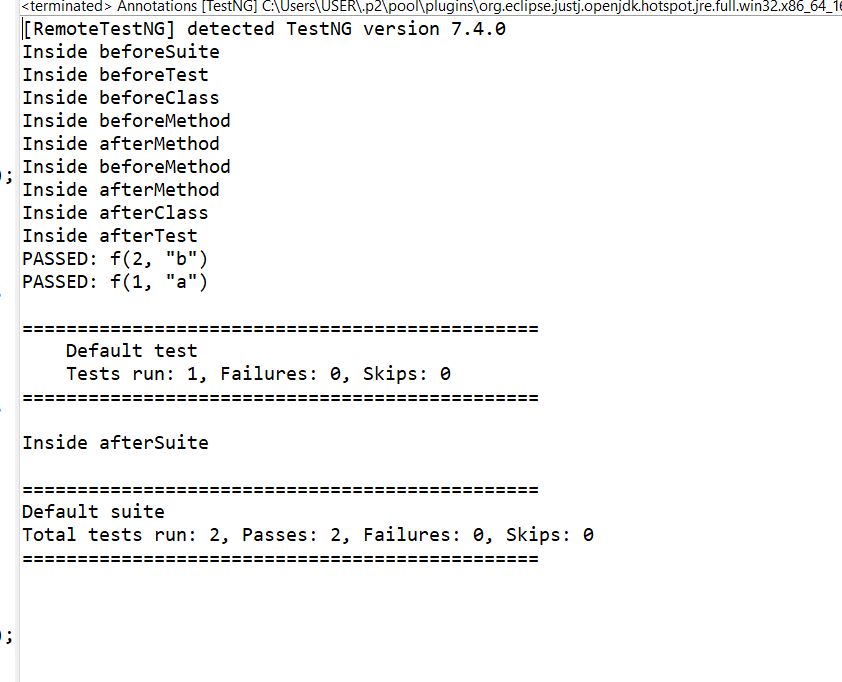 <terminated> Annotations [TestNG] C:\Users\USER\.p2\pool\plugins\org.eclipse.justj.openjdk.hotspot.jre.full.win32.x86_64_16
[RemoteTestNG] detected TestNG version 7.4.0
Inside beforeSuite
Inside beforeTest
Inside beforeClass
Inside beforeMethod
Inside afterMethod
Inside beforeMethod
Inside afterMethod
Inside afterClass
Inside afterTest
PASSED: f(2, "b")
PASSED: f(1, "a")
===============================================
    Default test
    Tests run: 1, Failures: 0, Skips: 0
===============================================
Inside afterSuite
===============================================
Default suite
Total tests run: 2, Passes: 2, Failures: 0, Skips: 0
===============================================
);
);